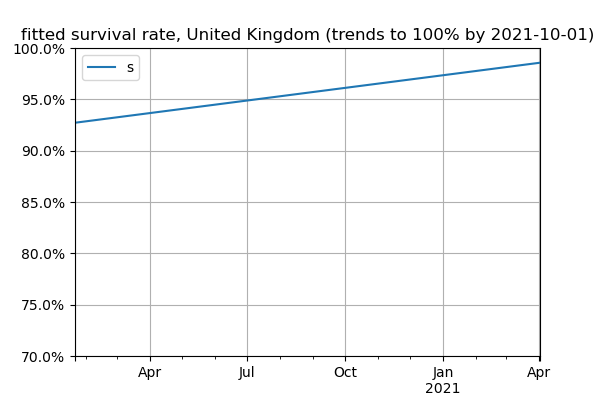 fitted survival rate, United Kingdom (trends to 100% by 2021-10-01)
100.0%
s
95.0%
90.0%
85.0%
80.0%
75.0%
70.0%
Apr Jul Oct Jan Apr
2021